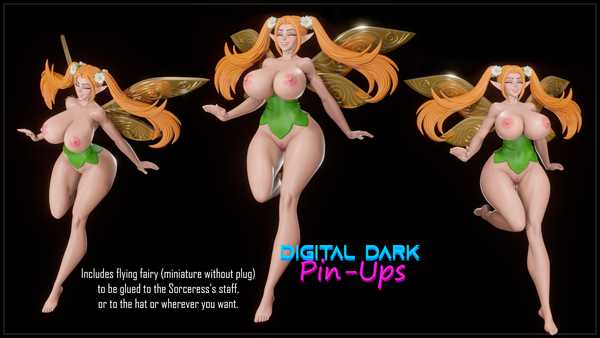 DIGITAL DARK
Pin-Ups
Includes flying fairy (miniature without plug)
to be glued to the Sorceress's staff,
or to the hat or wherever you want.